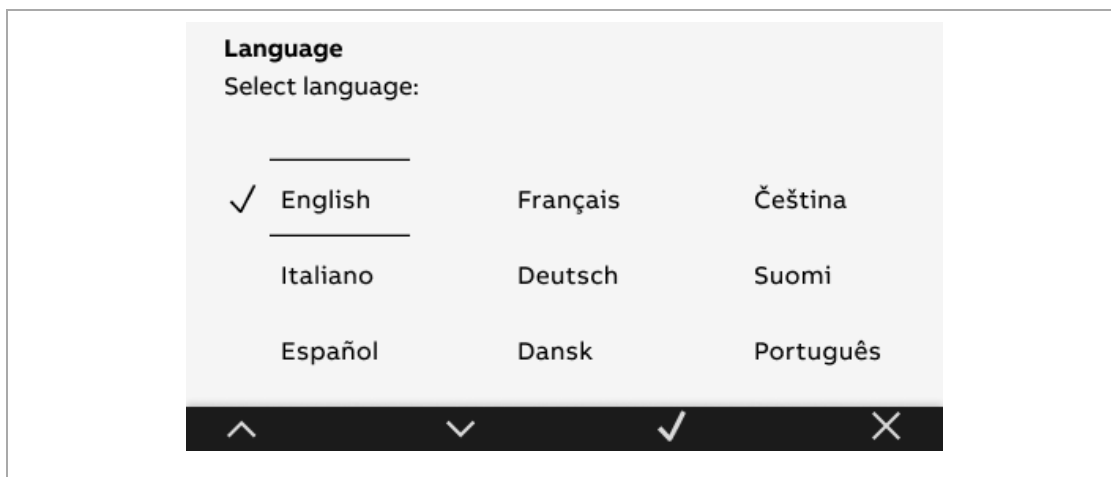 Language
Select language:
English Français Čeština
Italiano Deutsch Suomi
Español Dansk Português